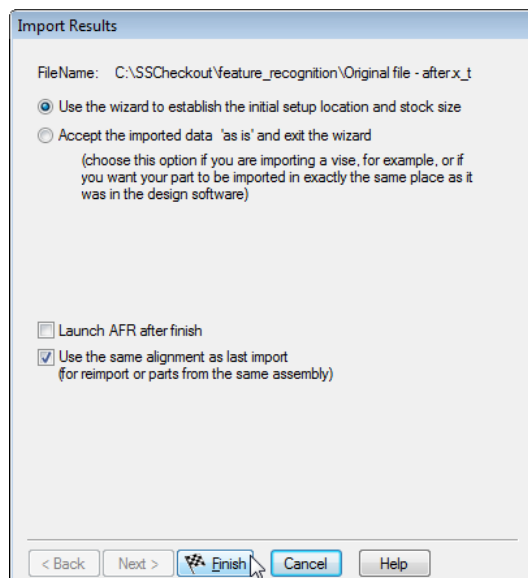 Import Results
FileName: C:\SSCheckout\feature_recognition\Original file - after.x_t
Use the wizard to establish the initial setup location and stock size
Accept the imported data 'as is' and exit the wizard
(choose this option if you are importing a vise, for example, or if
you want your part to be imported in exactly the same place as it
was in the design software)
Launch AFR after finish
Use the same alignment as last import
(for reimport or parts from the same assembly)
< Back Next > Finish Cancel Help